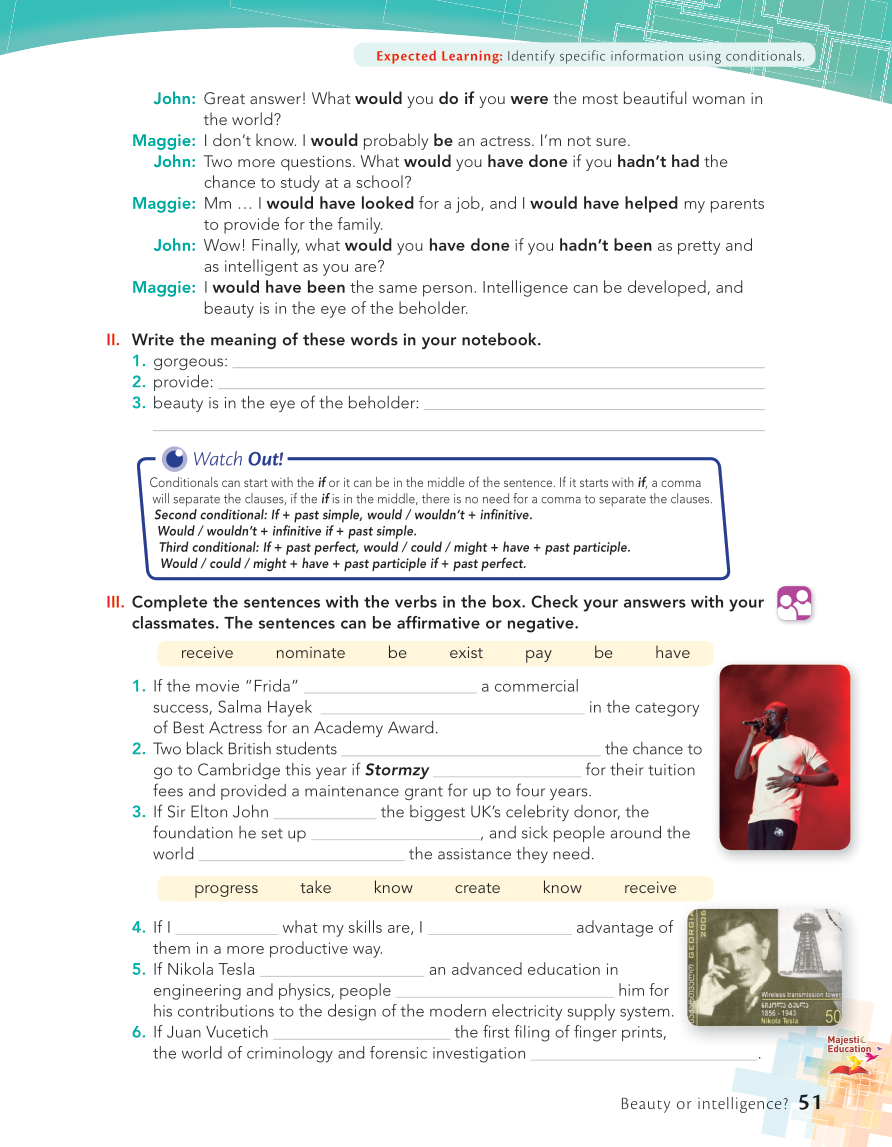 Expected Learning: Identify specific information using conditionals.
John: Great answer! What would you do if you were the most beautiful woman in
the world?
Maggie: I don't know. I would probably be an actress. I'm not sure.
John: Two more questions. What would you have done if you hadn't had the
chance to study at a school?
Maggie: Mm … I would have looked for a job, and I would have helped my parents
to provide for the family.
John: Wow! Finally, what would you have done if you hadn't been as pretty and
as intelligent as you are?
Maggie: I would have been the same person. Intelligence can be developed, and
beauty is in the eye of the beholder.
II. Write the meaning of these words in your notebook.
1. gorgeous:
2. provide:
3. beauty is in the eye of the beholder:
Watch Out!
Conditionals can start with the if or it can be in the middle of the sentence. If it starts with if, a comma
will separate the clauses, if the if is in the middle, there is no need for a comma to separate the clauses.
Second conditional: If + past simple, would / wouldn't + infinitive.
Would / wouldn't + infinitive if + past simple.
Third conditional: If + past perfect, would / could / might + have + past participle.
Would / could / might + have + past participle if + past perfect.
III. Complete the sentences with the verbs in the box. Check your answers with your
classmates. The sentences can be affirmative or negative.
receive nominate be exist pay be have
1. If the movie "Frida" ____ a commercial
success, Salma Hayek ____ in the category
of Best Actress for an Academy Award.
2. Two black British students ____ the chance to
go to Cambridge this year if Stormzy ____ for their tuition
fees and provided a maintenance grant for up to four years.
3. If Sir Elton John ____ the biggest UK's celebrity donor, the
foundation he set up ____, and sick people around the
world ____ the assistance they need.
progress take know create know receive
4. If I ____ what my skills are, I ____ advantage of
them in a more productive way.
5. If Nikola Tesla ____ an advanced education in
engineering and physics, people ____ him for
his contributions to the design of the modern electricity supply system.
6. If Juan Vucetich ____ the first filing of finger prints,
the world of criminology and forensic investigation ____.
GEORGIA
2006
Wireless transmission tower
ნიკოლა ტესლა
1856 - 1943
Nikola Tesla
50
Majestic
Education
Beauty or intelligence? 51